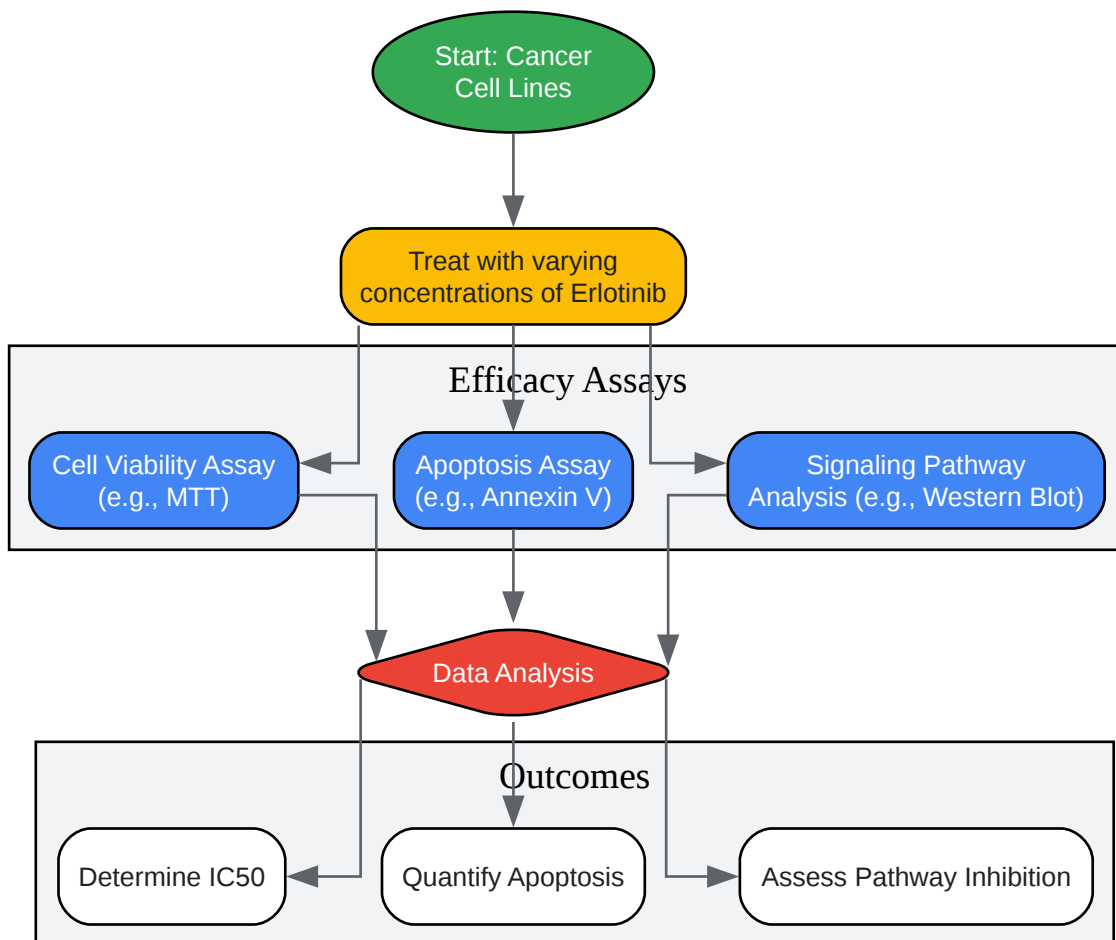 Start: Cancer
Cell Lines
Treat with varying
concentrations of Erlotinib
Efficacy Assays
Cell Viability Assay
(e.g., MTT)
Apoptosis Assay
(e.g., Annexin V)
Signaling Pathway
Analysis (e.g., Western Blot)
Data Analysis
Outcomes
Determine IC50
Quantify Apoptosis
Assess Pathway Inhibition